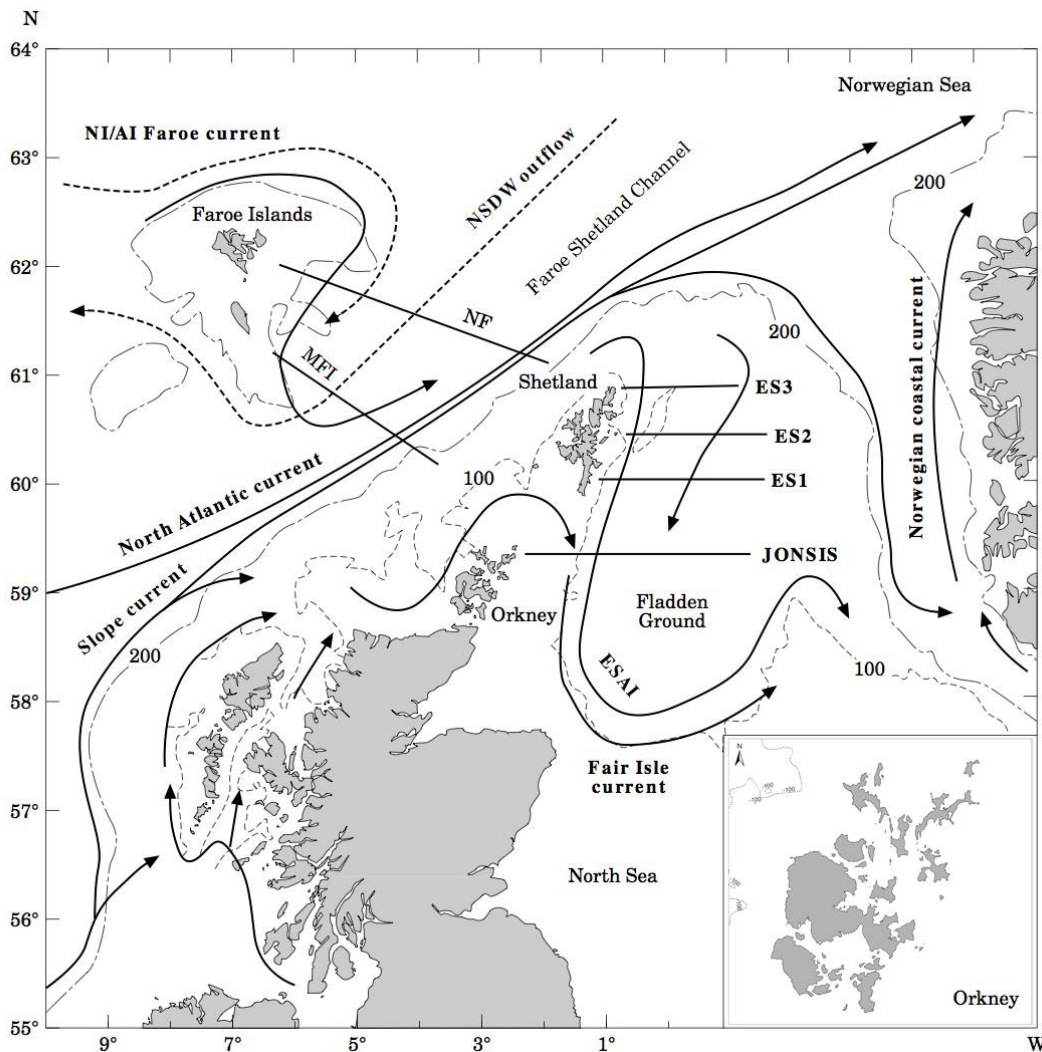 N
64°
Norwegian Sea
NI/AI Faroe current
63°
NSDW outflow
Faroe Shetland Channel
200
Faroe Islands
62°
NF
200
MFI
61°
Shetland
ES3
ES2
Norwegian coastal current
60°
ES1
100
North Atlantic current
JONSIS
59°
Slope current
Orkney
Fladden
Ground
200
100
58°
ESAI
Fair Isle
current
57°
N
-100
-100
-100
North Sea
56°
Orkney
55°
9°
7°
5°
3°
1°
W